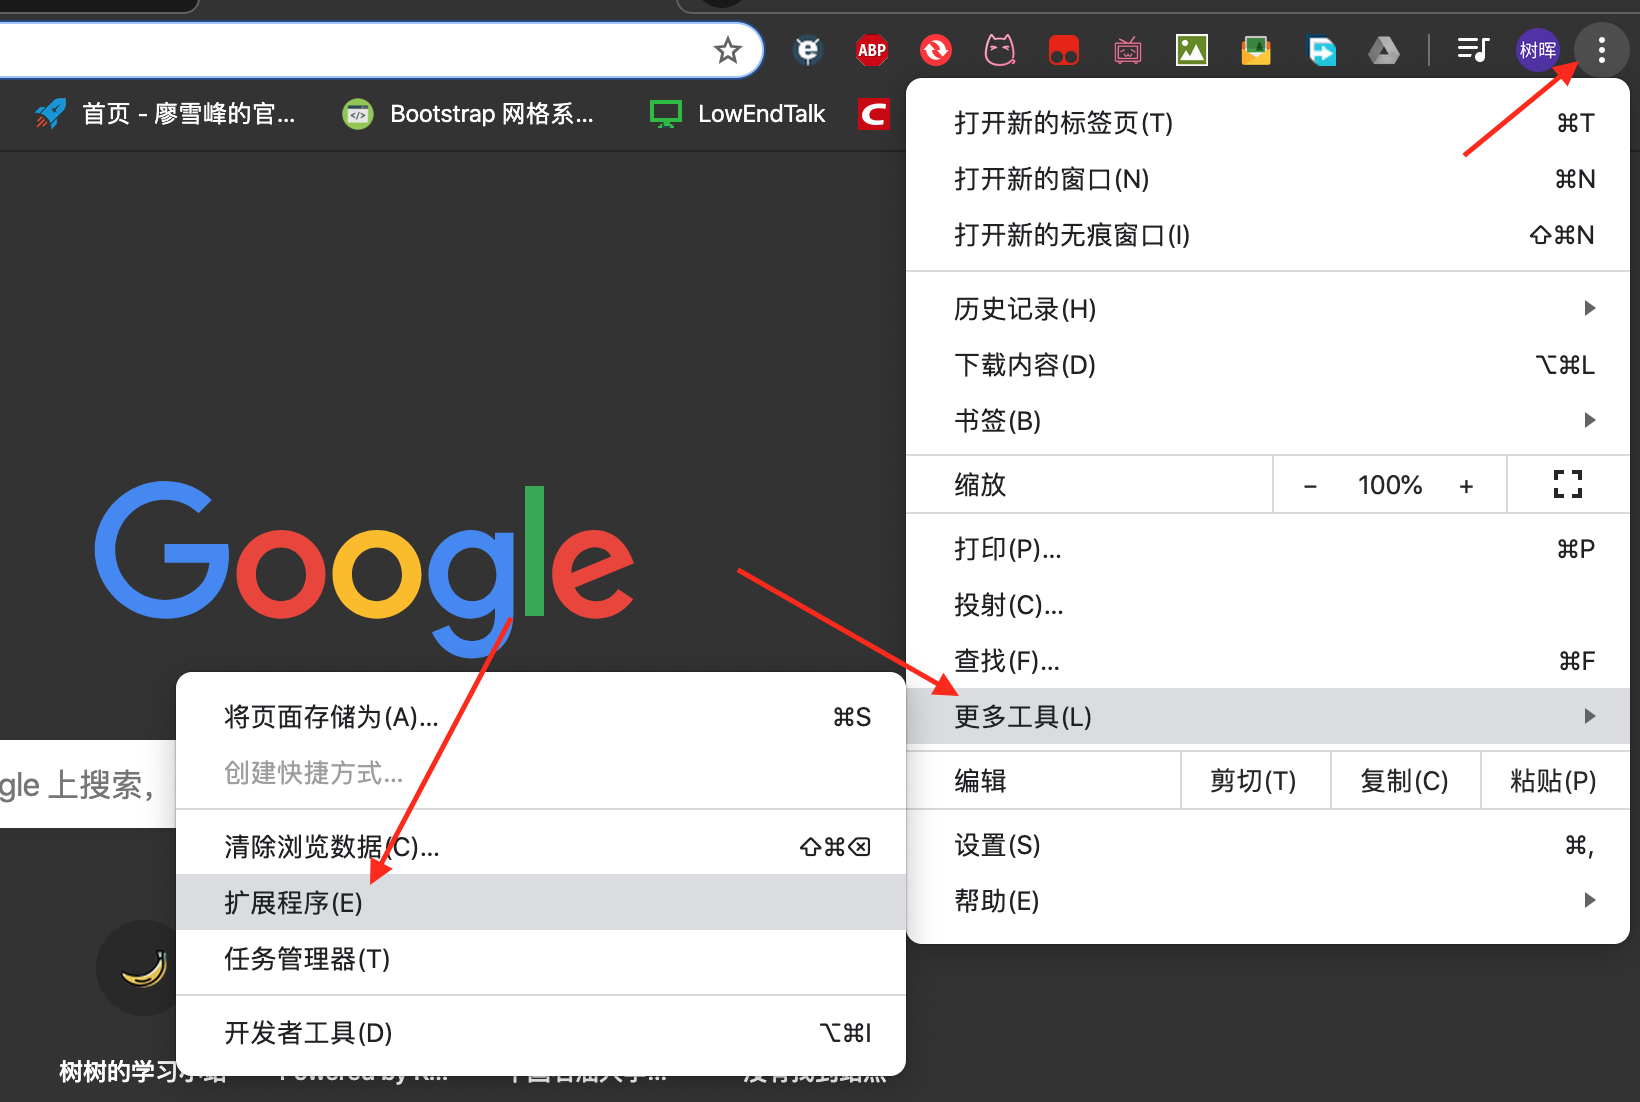 ABP
树晖
首页 - 廖雪峰的官...
Bootstrap 网格系...
LowEndTalk
C
打开新的标签页(T) ⌘T
打开新的窗口(N) ⌘N
打开新的无痕窗口(I) ⇧⌘N
历史记录(H)
下载内容(D) ⌥⌘L
书签(B)
缩放 − 100% +
打印(P)... ⌘P
投射(C)...
查找(F)... ⌘F
更多工具(L)
编辑 剪切(T) 复制(C) 粘贴(P)
设置(S) ⌘,
帮助(E)
Google
将页面存储为(A)... ⌘S
创建快捷方式...
清除浏览数据(C)... ⇧⌘⌫
扩展程序(E)
任务管理器(T)
开发者工具(D) ⌥⌘I
gle 上搜索，
树树的学习小站
Powered by